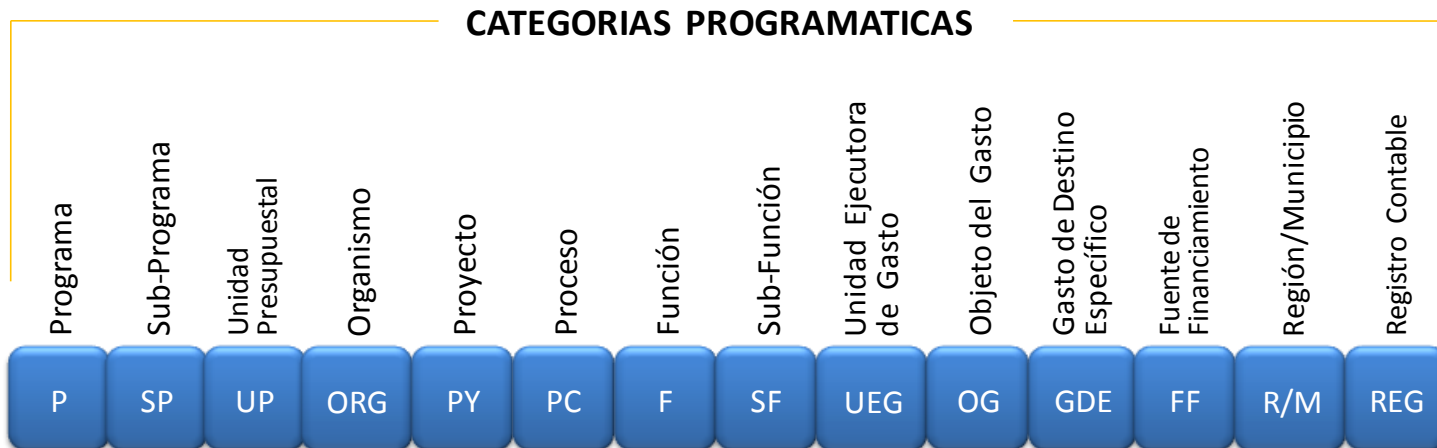 CATEGORIAS PROGRAMATICAS
Programa
Sub-Programa
Unidad
Presupuestal
Organismo
Proyecto
Proceso
Función
Sub-Función
Unidad Ejecutora
de Gasto
Objeto del Gasto
Gasto de Destino
Específico
Fuente de
Financiamiento
Región/Municipio
Registro Contable
P SP UP ORG PY PC F SF UEG OG GDE FF R/M REG